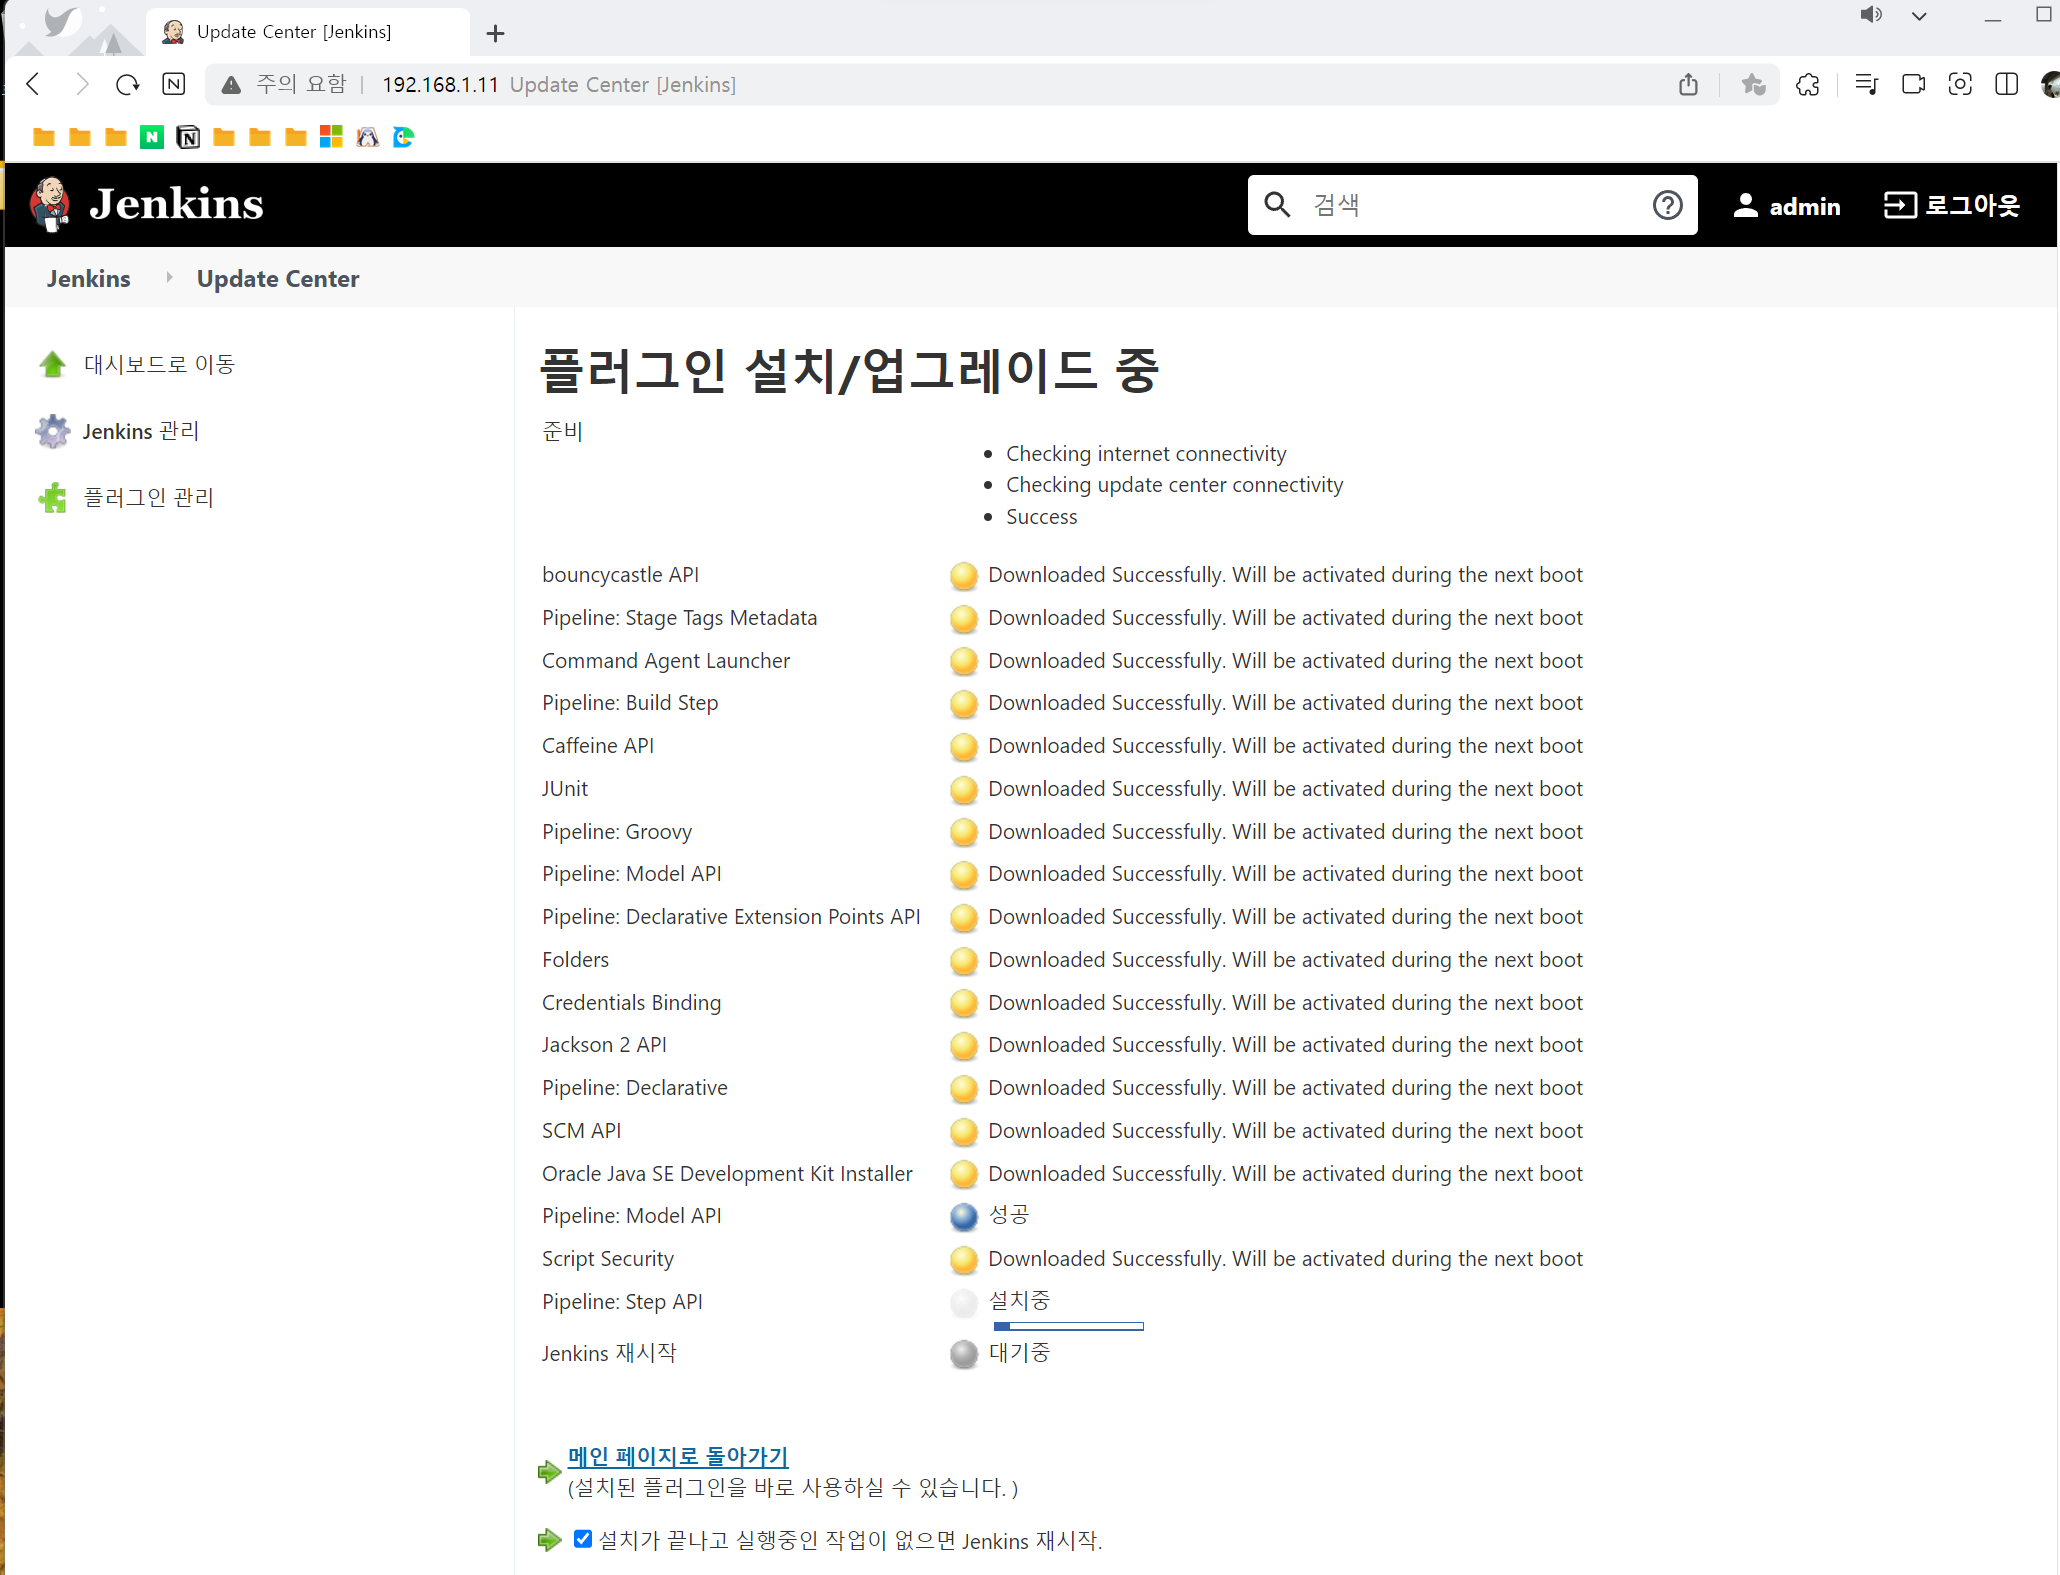 Update Center [Jenkins]
주의 요함 | 192.168.1.11 Update Center [Jenkins]
Jenkins
검색
admin
로그아웃
Jenkins
Update Center
대시보드로 이동
Jenkins 관리
플러그인 관리
플러그인 설치/업그레이드 중
준비
Checking internet connectivity
Checking update center connectivity
Success
bouncycastle API Downloaded Successfully. Will be activated during the next boot
Pipeline: Stage Tags Metadata Downloaded Successfully. Will be activated during the next boot
Command Agent Launcher Downloaded Successfully. Will be activated during the next boot
Pipeline: Build Step Downloaded Successfully. Will be activated during the next boot
Caffeine API Downloaded Successfully. Will be activated during the next boot
JUnit Downloaded Successfully. Will be activated during the next boot
Pipeline: Groovy Downloaded Successfully. Will be activated during the next boot
Pipeline: Model API Downloaded Successfully. Will be activated during the next boot
Pipeline: Declarative Extension Points API Downloaded Successfully. Will be activated during the next boot
Folders Downloaded Successfully. Will be activated during the next boot
Credentials Binding Downloaded Successfully. Will be activated during the next boot
Jackson 2 API Downloaded Successfully. Will be activated during the next boot
Pipeline: Declarative Downloaded Successfully. Will be activated during the next boot
SCM API Downloaded Successfully. Will be activated during the next boot
Oracle Java SE Development Kit Installer Downloaded Successfully. Will be activated during the next boot
Pipeline: Model API 성공
Script Security Downloaded Successfully. Will be activated during the next boot
Pipeline: Step API 설치중
Jenkins 재시작 대기중
메인 페이지로 돌아가기
(설치된 플러그인을 바로 사용하실 수 있습니다. )
설치가 끝나고 실행중인 작업이 없으면 Jenkins 재시작.